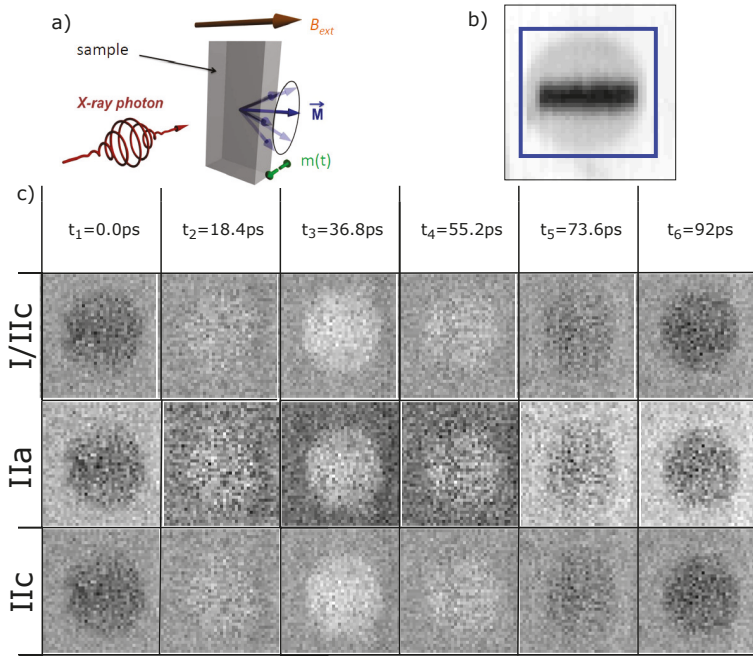 a)
B_ext
sample
X-ray photon
M
m(t)
b)
c)
t₁=0.0ps t₂=18.4ps t₃=36.8ps t₄=55.2ps t₅=73.6ps t₆=92ps
I/IIc
IIa
IIc